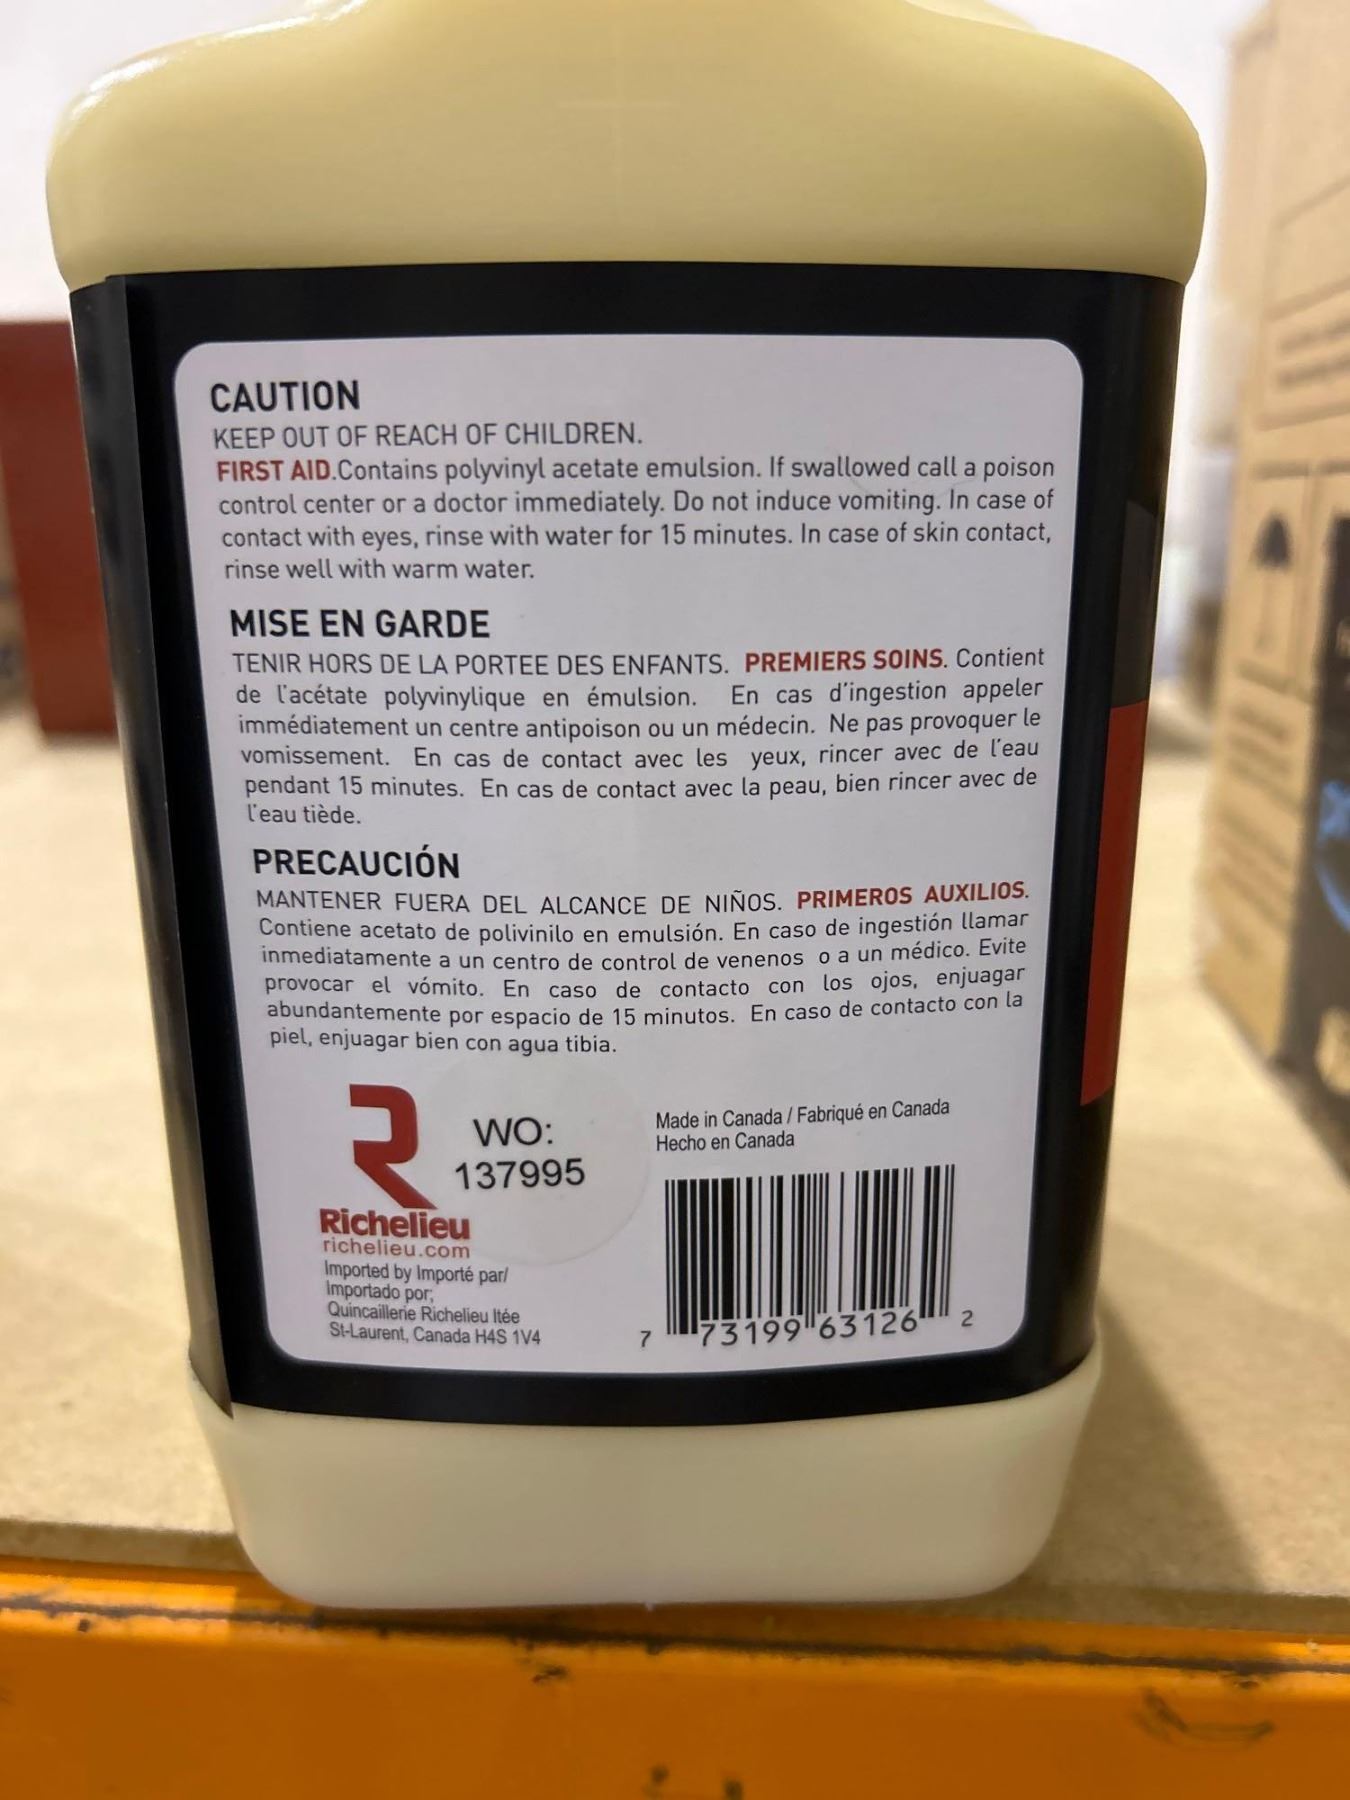 CAUTION
KEEP OUT OF REACH OF CHILDREN.
FIRST AID.Contains polyvinyl acetate emulsion. If swallowed call a poison
control center or a doctor immediately. Do not induce vomiting. In case of
contact with eyes, rinse with water for 15 minutes. In case of skin contact,
rinse well with warm water.
MISE EN GARDE
TENIR HORS DE LA PORTEE DES ENFANTS. PREMIERS SOINS. Contient
de l'acétate polyvinylique en émulsion. En cas d'ingestion appeler
immédiatement un centre antipoison ou un médecin. Ne pas provoquer le
vomissement. En cas de contact avec les yeux, rincer avec de l'eau
pendant 15 minutes. En cas de contact avec la peau, bien rincer avec de
l'eau tiède.
PRECAUCIÓN
MANTENER FUERA DEL ALCANCE DE NIÑOS. PRIMEROS AUXILIOS.
Contiene acetato de polivinilo en emulsión. En caso de ingestión llamar
inmediatamente a un centro de control de venenos o a un médico. Evite
provocar el vómito. En caso de contacto con los ojos, enjuagar
abundantemente por espacio de 15 minutos. En caso de contacto con la
piel, enjuagar bien con agua tibia.
WO:
137995
Richelieu
richelieu.com
Imported by Importé par/
Importado por;
Quincaillerie Richelieu ltée
St-Laurent, Canada H4S 1V4
Made in Canada / Fabriqué en Canada
Hecho en Canada
7 73199 63126 2